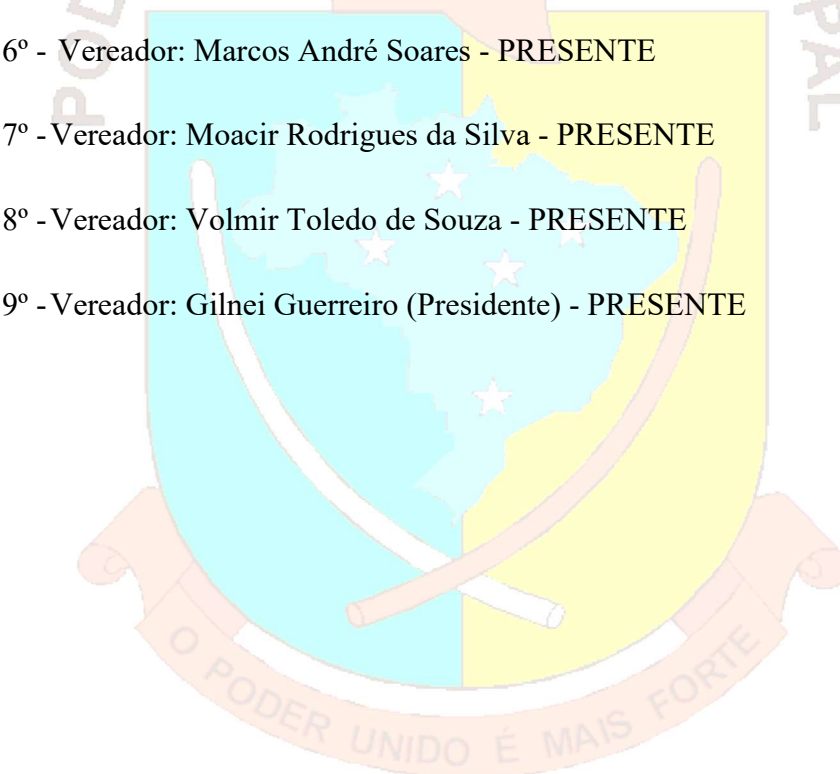 6º - Vereador: Marcos André Soares - PRESENTE
7º - Vereador: Moacir Rodrigues da Silva - PRESENTE
8º - Vereador: Volmir Toledo de Souza - PRESENTE
9º - Vereador: Gilnei Guerreiro (Presidente) - PRESENTE
O PODER UNIDO É MAIS FORTE